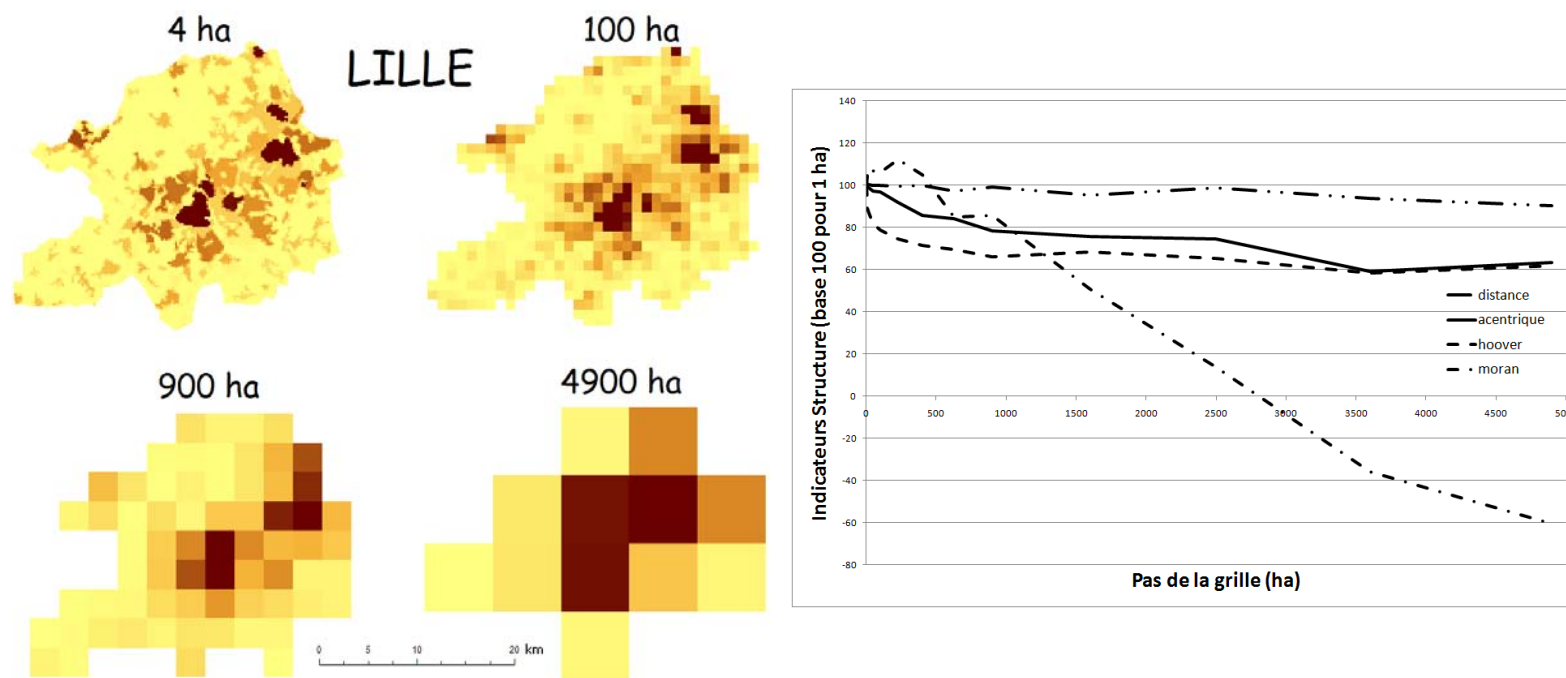 4 ha
LILLE
100 ha
900 ha
4900 ha
0 5 10 20 km
Indicateurs Structure (base 100 pour 1 ha)
140
120
100
80
60
40
20
0
-20
-40
-60
-80
0 500 1000 1500 2000 2500 3000 3500 4000 4500 50
distance
acentrique
hoover
moran
Pas de la grille (ha)